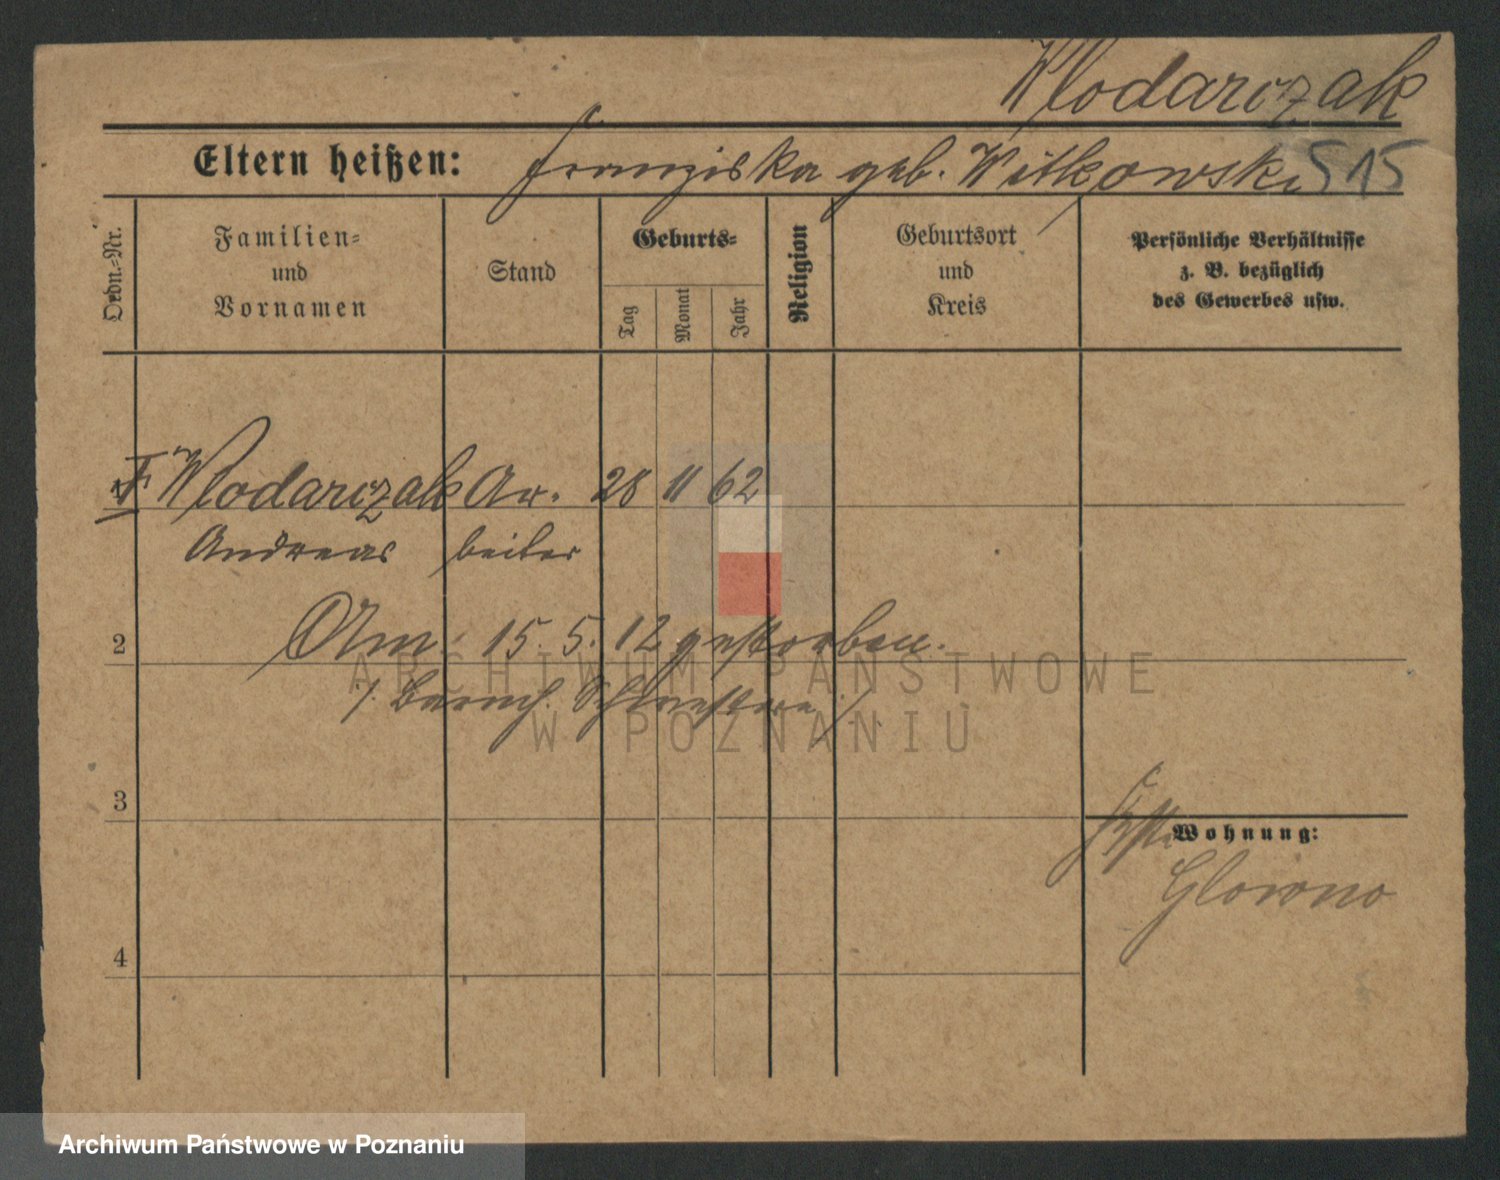 Wlodarczak
Eltern heißen: Franziska geb. Witkowski 515
Ordn.-Nr.
Familien-
und
Vornamen
Stand
Geburts-
Tag
Monat
Jahr
Religion
Geburtsort
und
Kreis
Persönliche Verhältnisse
z. B. bezüglich
des Gewerbes usw.
1 Wlodarczak Ar. 28 11 62
Andreas beiter
2 Am 15. 5. 12 gestorben.
ARCHIWUM PAŃSTWOWE
W POZNANIU
3
Wohnung:
Glowno
4
Archiwum Państwowe w Poznaniu